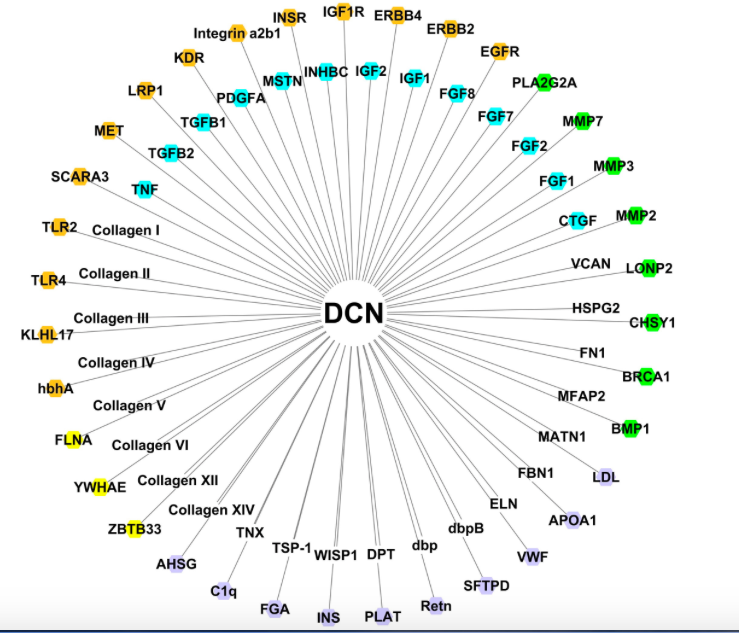 IGF1R
ERBB4
INSR
ERBB2
Integrin a2b1
EGFR
KDR
INHBC
IGF2
MSTN
IGF1
PLA2G2A
LRP1
PDGFA
FGF8
TGFB1
FGF7
MMP7
MET
TGFB2
FGF2
MMP3
SCARA3
TNF
FGF1
TLR2
Collagen I
CTGF
MMP2
TLR4
Collagen II
VCAN
LONP2
DCN
KLHL17
Collagen III
HSPG2
CHSY1
hbhA
Collagen IV
FN1
BRCA1
Collagen V
MFAP2
FLNA
Collagen VI
MATN1
BMP1
YWHAE
Collagen XII
FBN1
LDL
ZBTB33
Collagen XIV
ELN
APOA1
AHSG
TNX
TSP-1
WISP1
DPT
dbp
dbpB
VWF
C1q
FGA
INS
PLAT
Retn
SFTPD